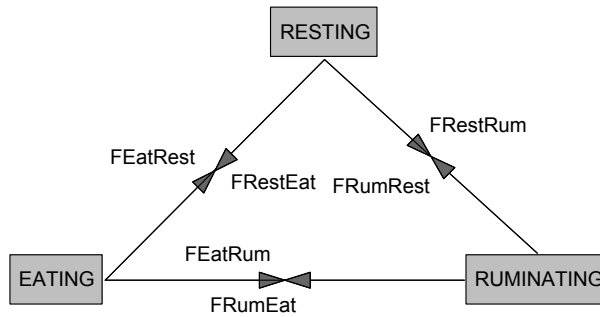 RESTING
FRestRum
FEatRest
FRestEat
FRumRest
FEatRum
EATING
RUMINATING
FRumEat